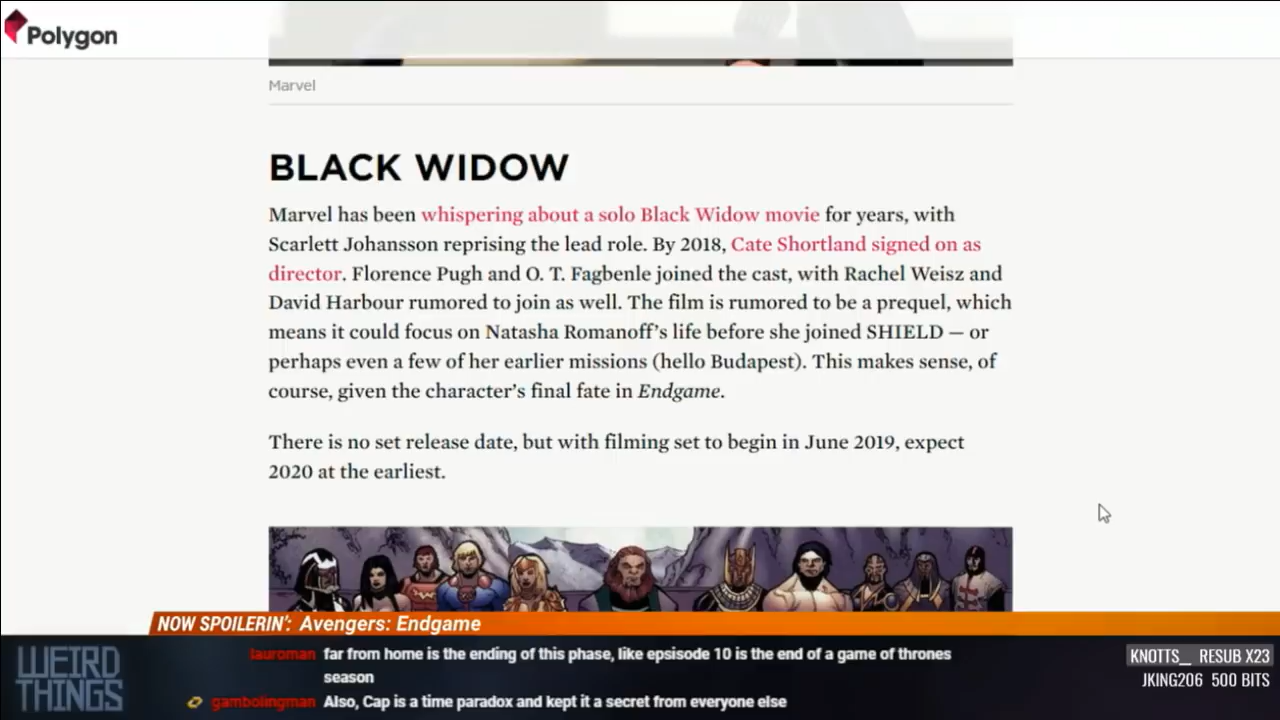 Polygon
Marvel
BLACK WIDOW
Marvel has been whispering about a solo Black Widow movie for years, with
Scarlett Johansson reprising the lead role. By 2018, Cate Shortland signed on as
director. Florence Pugh and O. T. Fagbenle joined the cast, with Rachel Weisz and
David Harbour rumored to join as well. The film is rumored to be a prequel, which
means it could focus on Natasha Romanoff’s life before she joined SHIELD — or
perhaps even a few of her earlier missions (hello Budapest). This makes sense, of
course, given the character’s final fate in Endgame.
There is no set release date, but with filming set to begin in June 2019, expect
2020 at the earliest.
NOW SPOILERIN': Avengers: Endgame
WEIRD
THINGS
lauroman far from home is the ending of this phase, like epsisode 10 is the end of a game of thrones
season
gambolingman Also, Cap is a time paradox and kept it a secret from everyone else
KNOTTS_ RESUB X23
JKING206 500 BITS